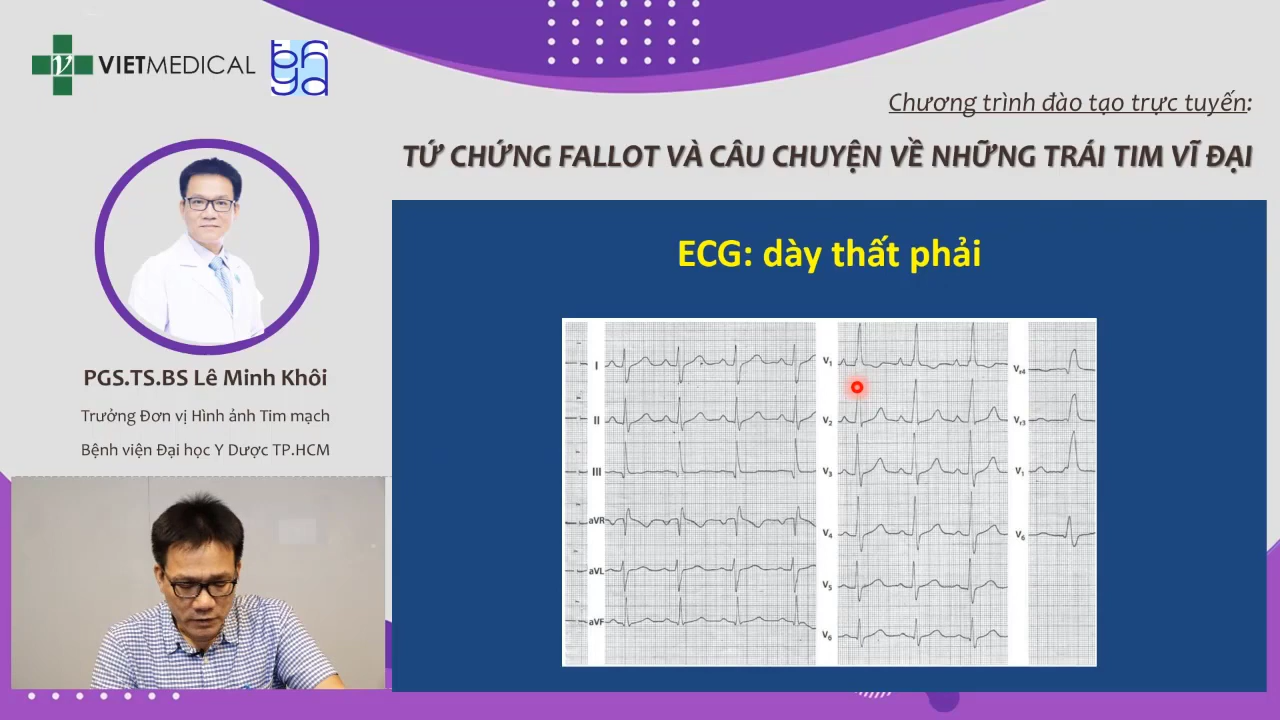 VIETMEDICAL
Chương trình đào tạo trực tuyến:
TỨ CHỨNG FALLOT VÀ CÂU CHUYỆN VỀ NHỮNG TRÁI TIM VĨ ĐẠI
PGS.TS.BS Lê Minh Khôi
Trưởng Đơn vị Hình ảnh Tim mạch
Bệnh viện Đại học Y Dược TP.HCM
ECG: dày thất phải
I
II
III
aVR
aVL
aVF
V1
V2
V3
V4
V5
V6
Vr4
Vr3
V1
V6